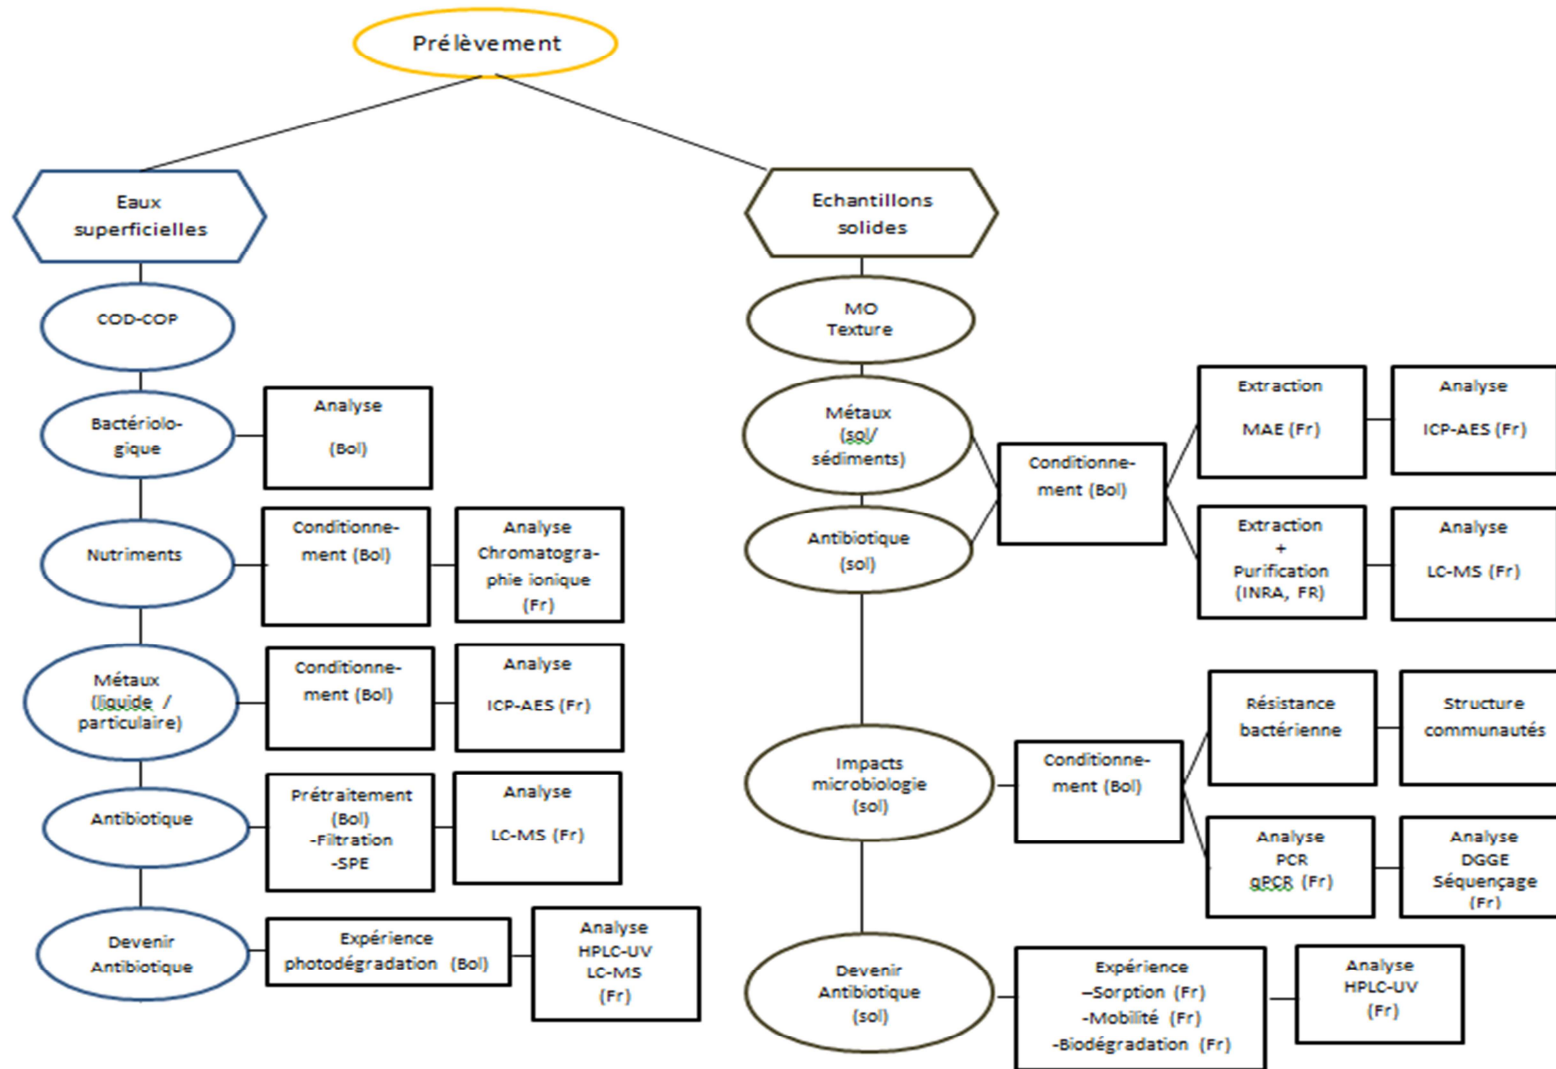 Prélèvement
Eaux
superficielles
COD-COP
Bactériolo-
gique
Analyse
(Bol)
Nutriments
Conditionne-
ment (Bol)
Analyse
Chromatogra-
phie ionique
(Fr)
Métaux
(liquide /
particulaire)
Conditionne-
ment (Bol)
Analyse
ICP-AES (Fr)
Antibiotique
Prétraitement
(Bol)
-Filtration
-SPE
Analyse
LC-MS (Fr)
Devenir
Antibiotique
Expérience
photodégradation (Bol)
Analyse
HPLC-UV
LC-MS
(Fr)
Echantillons
solides
MO
Texture
Métaux
(sol/
sédiments)
Antibiotique
(sol)
Conditionne-
ment (Bol)
Extraction
MAE (Fr)
Analyse
ICP-AES (Fr)
Extraction
+
Purification
(INRA, FR)
Analyse
LC-MS (Fr)
Impacts
microbiologie
(sol)
Conditionne-
ment (Bol)
Résistance
bactérienne
Structure
communautés
Analyse
PCR
qPCR (Fr)
Analyse
DGGE
Séquençage
(Fr)
Devenir
Antibiotique
(sol)
Expérience
–Sorption (Fr)
-Mobilité (Fr)
-Biodégradation (Fr)
Analyse
HPLC-UV
(Fr)